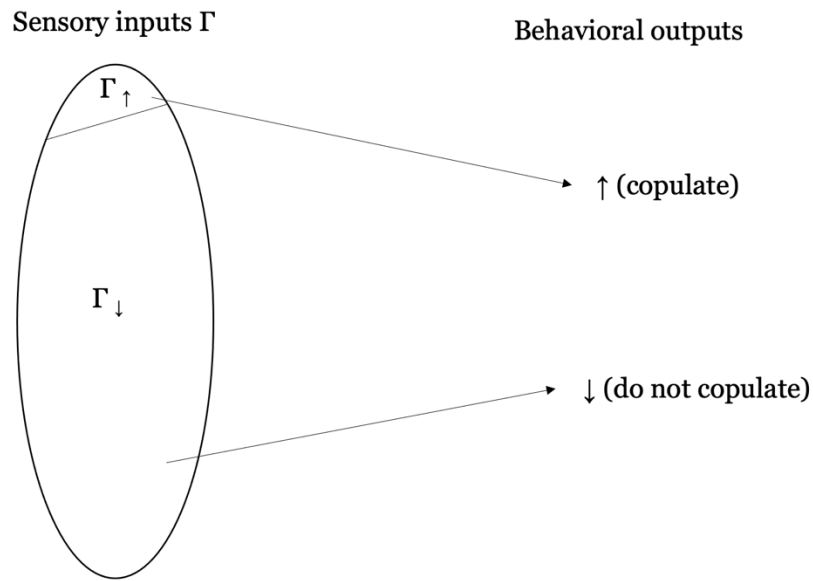 Sensory inputs Γ
Behavioral outputs
Γ↑
↑ (copulate)
Γ↓
↓ (do not copulate)